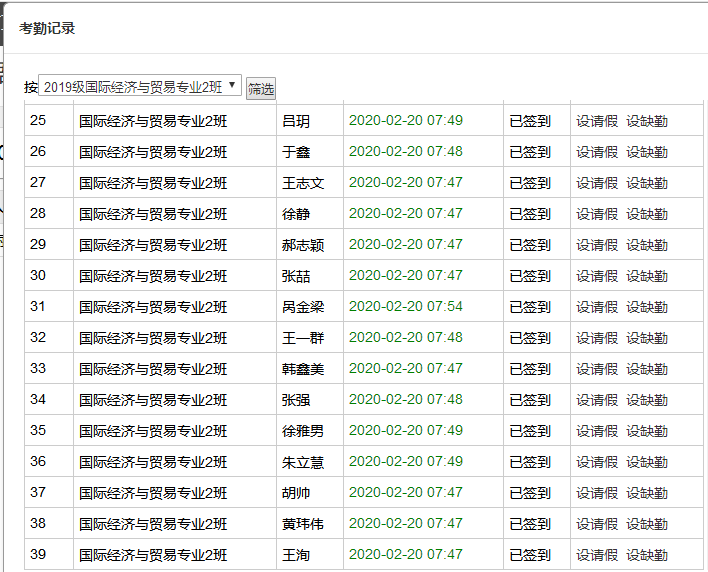 考勤记录
按 2019级国际经济与贸易专业2班 筛选
25 国际经济与贸易专业2班 吕玥 2020-02-20 07:49 已签到 设请假 设缺勤
26 国际经济与贸易专业2班 于鑫 2020-02-20 07:48 已签到 设请假 设缺勤
27 国际经济与贸易专业2班 王志文 2020-02-20 07:47 已签到 设请假 设缺勤
28 国际经济与贸易专业2班 徐静 2020-02-20 07:47 已签到 设请假 设缺勤
29 国际经济与贸易专业2班 郝志颖 2020-02-20 07:47 已签到 设请假 设缺勤
30 国际经济与贸易专业2班 张喆 2020-02-20 07:47 已签到 设请假 设缺勤
31 国际经济与贸易专业2班 呙金梁 2020-02-20 07:54 已签到 设请假 设缺勤
32 国际经济与贸易专业2班 王一群 2020-02-20 07:48 已签到 设请假 设缺勤
33 国际经济与贸易专业2班 韩鑫美 2020-02-20 07:47 已签到 设请假 设缺勤
34 国际经济与贸易专业2班 张强 2020-02-20 07:48 已签到 设请假 设缺勤
35 国际经济与贸易专业2班 徐雅男 2020-02-20 07:49 已签到 设请假 设缺勤
36 国际经济与贸易专业2班 朱立慧 2020-02-20 07:49 已签到 设请假 设缺勤
37 国际经济与贸易专业2班 胡帅 2020-02-20 07:47 已签到 设请假 设缺勤
38 国际经济与贸易专业2班 黄玮伟 2020-02-20 07:47 已签到 设请假 设缺勤
39 国际经济与贸易专业2班 王洵 2020-02-20 07:47 已签到 设请假 设缺勤